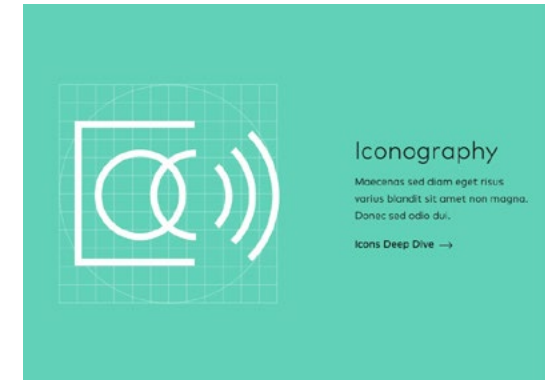 Iconography
Maecenas sed diam eget risus
varius blandit sit amet non magna.
Donec sed odio dui.
Icons Deep Dive →